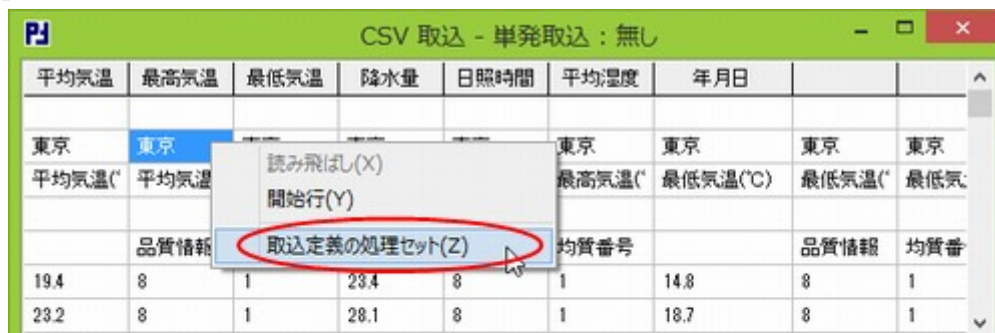 CSV 取込 - 単発取込 : 無し
平均気温 最高気温 最低気温 降水量 日照時間 平均湿度 年月日
東京 東京 東京 東京 東京 東京
平均気温(° 平均気温 最高気温(° 最低気温(℃) 最低気温(° 最低気
読み飛ばし(X)
開始行(Y)
取込定義の処理セット(Z)
品質情報 均質番号 品質情報 均質番
19.4 8 1 23.4 8 1 14.8 8 1
23.2 8 1 28.1 8 1 18.7 8 1